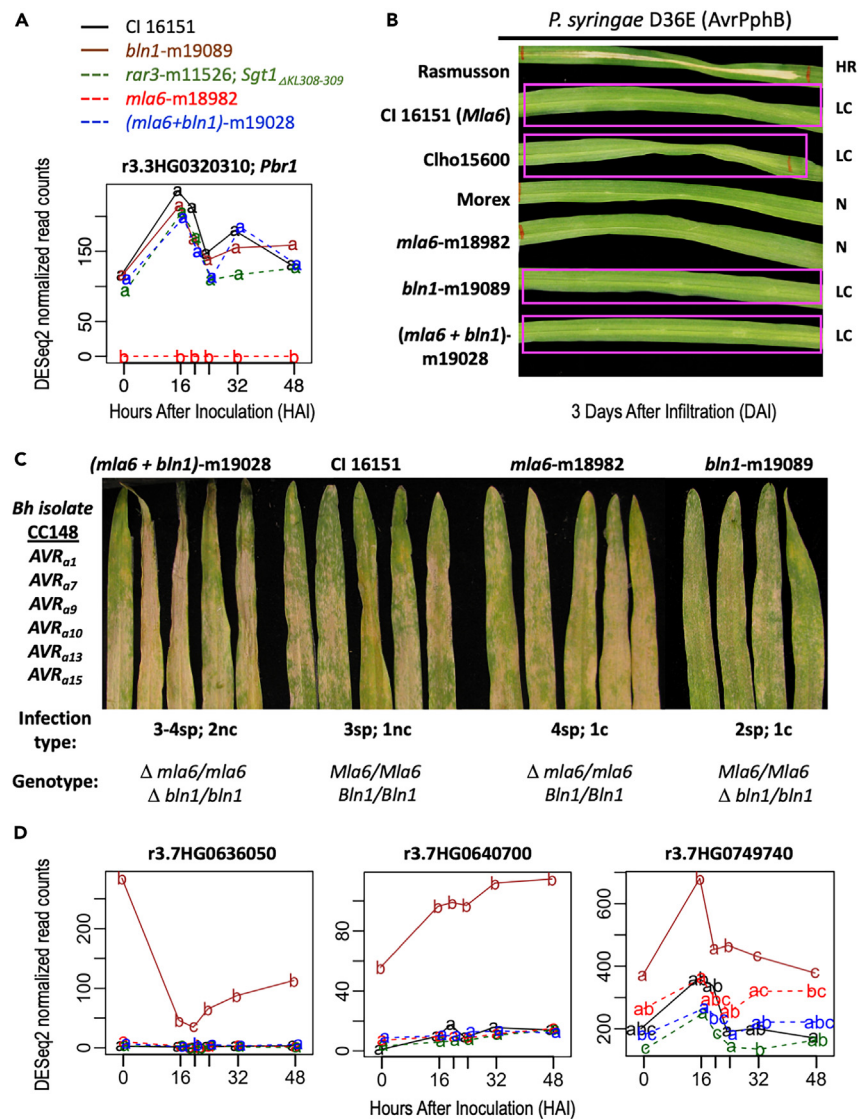 A
CI 16151
bln1-m19089
rar3-m11526; Sgt1ΔKL308-309
mla6-m18982
(mla6+bln1)-m19028
r3.3HG0320310; Pbr1
DESeq2 normalized read counts
150
50
0
a a a a a a
b b b b b b
0 16 32 48
Hours After Inoculation (HAI)
B
P. syringae D36E (AvrPphB)
Rasmusson HR
CI 16151 (Mla6) LC
Clho15600 LC
Morex N
mla6-m18982 N
bln1-m19089 LC
(mla6 + bln1)- LC
m19028
3 Days After Infiltration (DAI)
C
(mla6 + bln1)-m19028 CI 16151 mla6-m18982 bln1-m19089
Bh isolate
CC148
AVRa1
AVRa7
AVRa9
AVRa10
AVRa13
AVRa15
Infection
type:
3-4sp; 2nc 3sp; 1nc 4sp; 1c 2sp; 1c
Genotype:
Δ mla6/mla6 Mla6/Mla6 Δ mla6/mla6 Mla6/Mla6
Δ bln1/bln1 Bln1/Bln1 Bln1/Bln1 Δ bln1/bln1
D
r3.7HG0636050 r3.7HG0640700 r3.7HG0749740
DESeq2 normalized read counts
200
100
0
0 16 32 48
80
40
0
0 16 32 48
600
400
200
0 16 32 48
Hours After Inoculation (HAI)